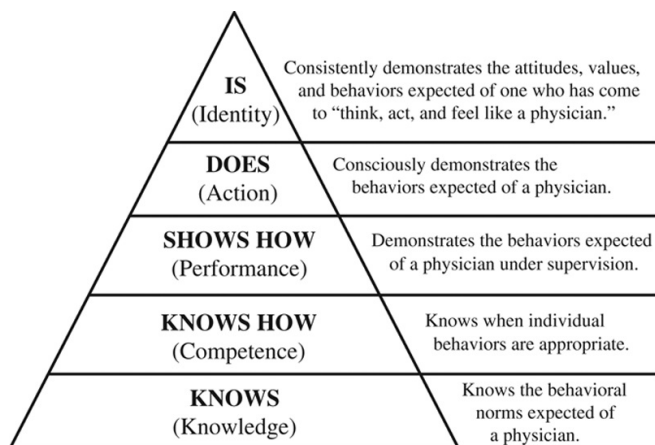 IS
(Identity)
Consistently demonstrates the attitudes, values,
and behaviors expected of one who has come
to “think, act, and feel like a physician.”
DOES
(Action)
Consciously demonstrates the
behaviors expected of a physician.
SHOWS HOW
(Performance)
Demonstrates the behaviors expected
of a physician under supervision.
KNOWS HOW
(Competence)
Knows when individual
behaviors are appropriate.
KNOWS
(Knowledge)
Knows the behavioral
norms expected of
a physician.